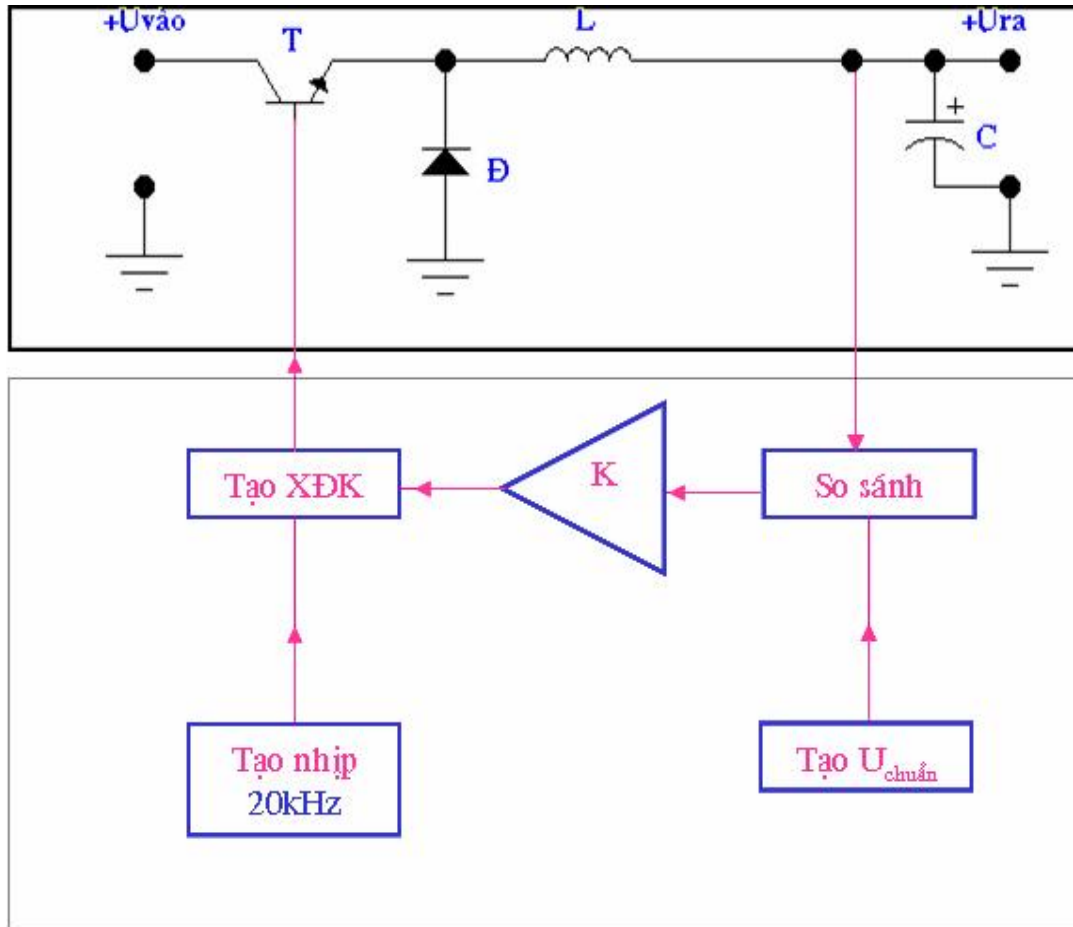 +Uvào
T
L
+Ura
+
C
Đ
Tạo XĐK
K
So sánh
Tạo nhịp
20kHz
Tạo Uchuẩn